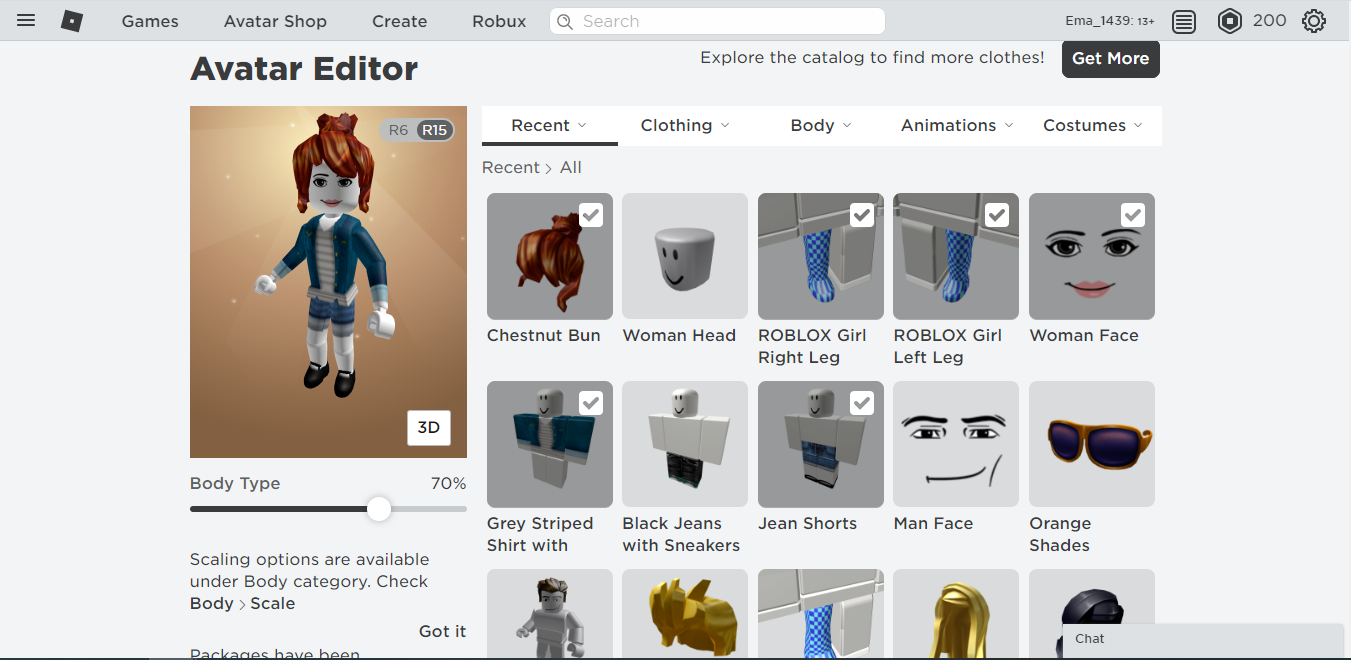 Games
Avatar Shop
Create
Robux
Search
Ema_1439: 13+
200
Avatar Editor
Explore the catalog to find more clothes!
Get More
R6 R15
3D
Recent
Clothing
Body
Animations
Costumes
Recent > All
Chestnut Bun
Woman Head
ROBLOX Girl
Right Leg
ROBLOX Girl
Left Leg
Woman Face
Grey Striped
Shirt with
Black Jeans
with Sneakers
Jean Shorts
Man Face
Orange
Shades
Body Type
70%
Scaling options are available
under Body category. Check
Body > Scale
Got it
Packages have been
Chat